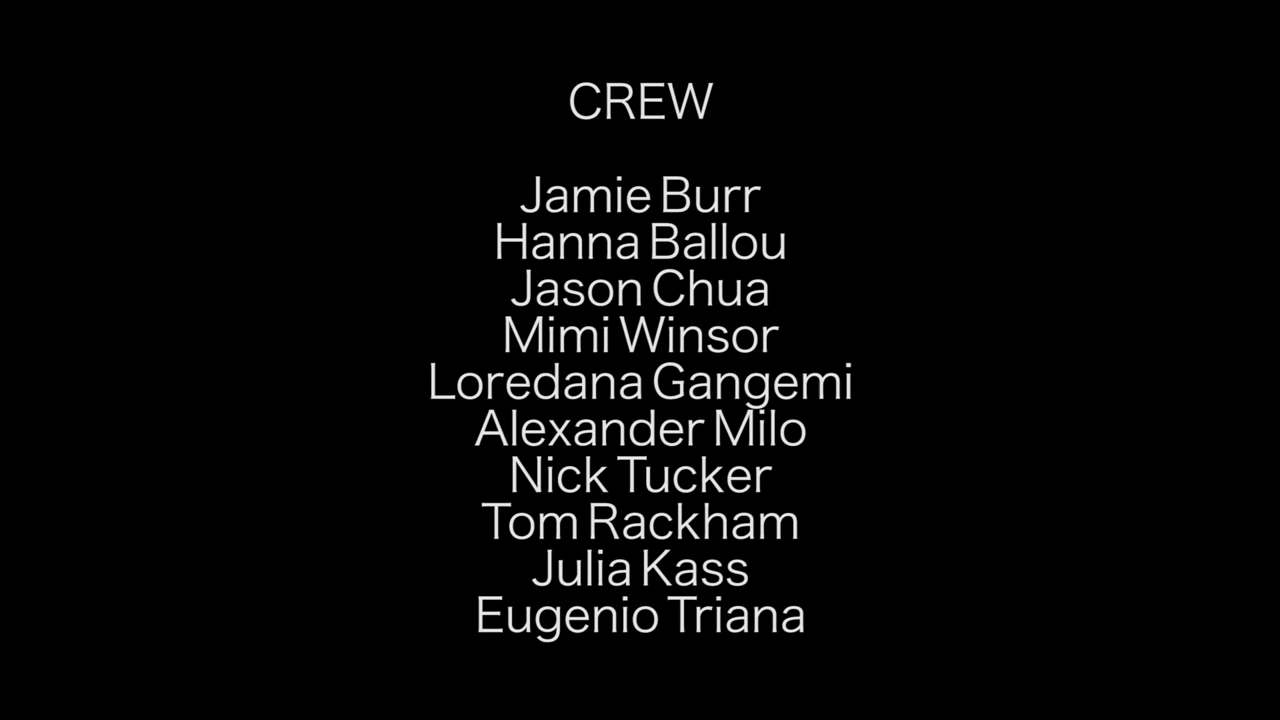 CREW
Jamie Burr
Hanna Ballou
Jason Chua
Mimi Winsor
Loredana Gangemi
Alexander Milo
Nick Tucker
Tom Rackham
Julia Kass
Eugenio Triana